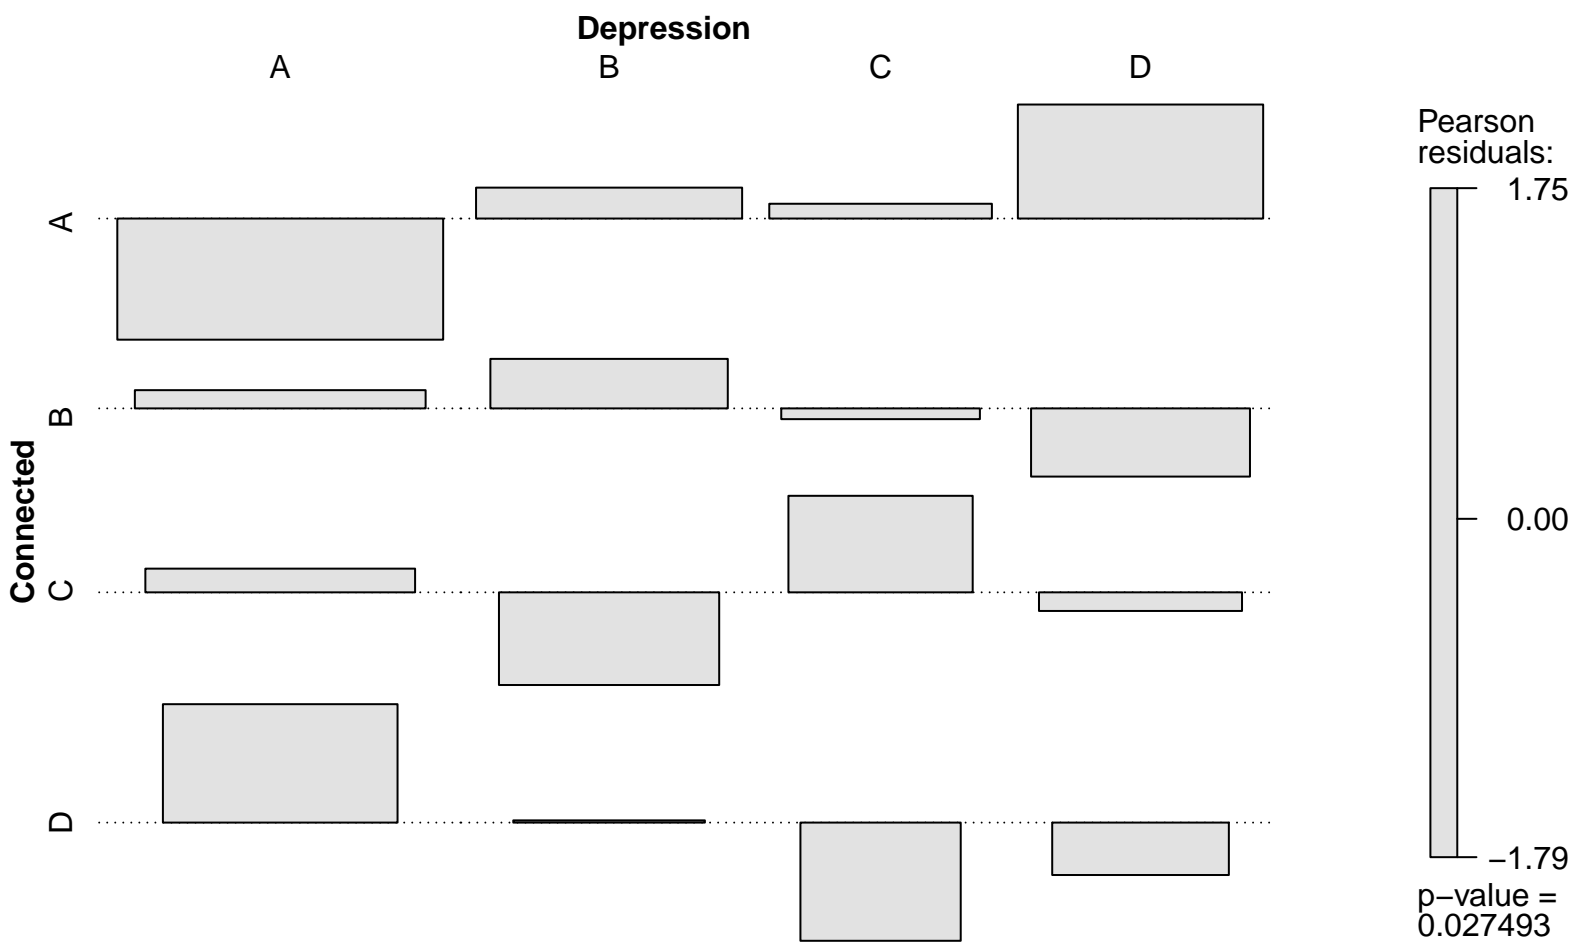 Depression
A B C D
Pearson
residuals:
1.75
A
B
Connected
0.00
C
D
−1.79
p−value =
0.027493